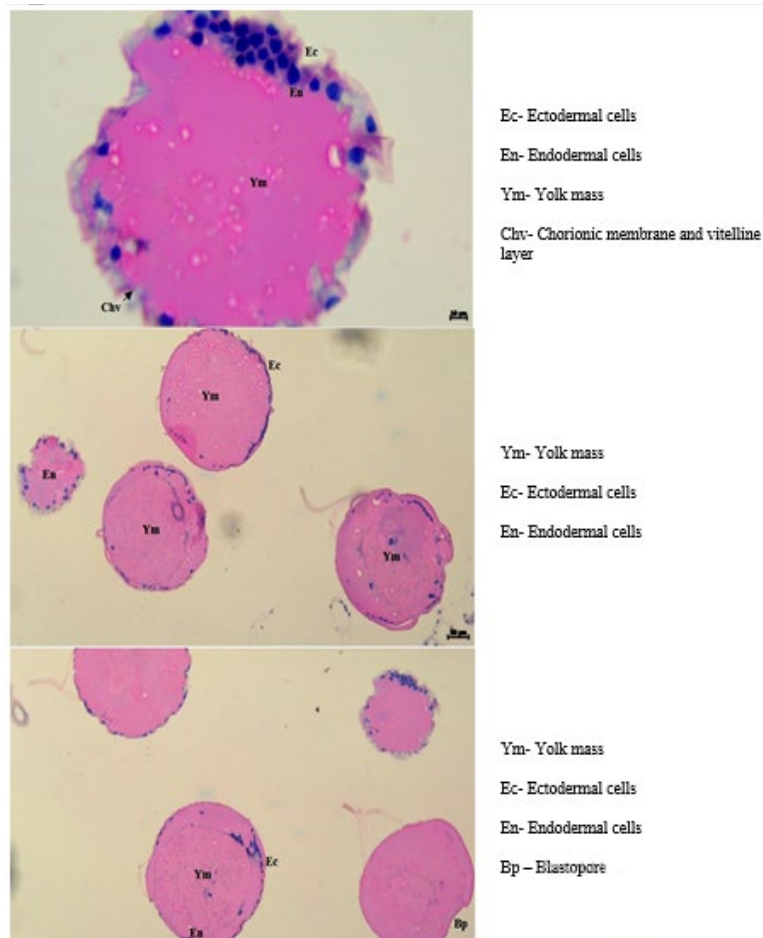 Ec
En
Ym
Chv
Ec- Ectodermal cells
En- Endodermal cells
Ym- Yolk mass
Chv- Chorionic membrane and vitelline
layer
Ec
Ym
En
Ym
Ym
Ym- Yolk mass
Ec- Ectodermal cells
En- Endodermal cells
Ec
Ym
En
Bp
Ym- Yolk mass
Ec- Ectodermal cells
En- Endodermal cells
Bp – Blastopore